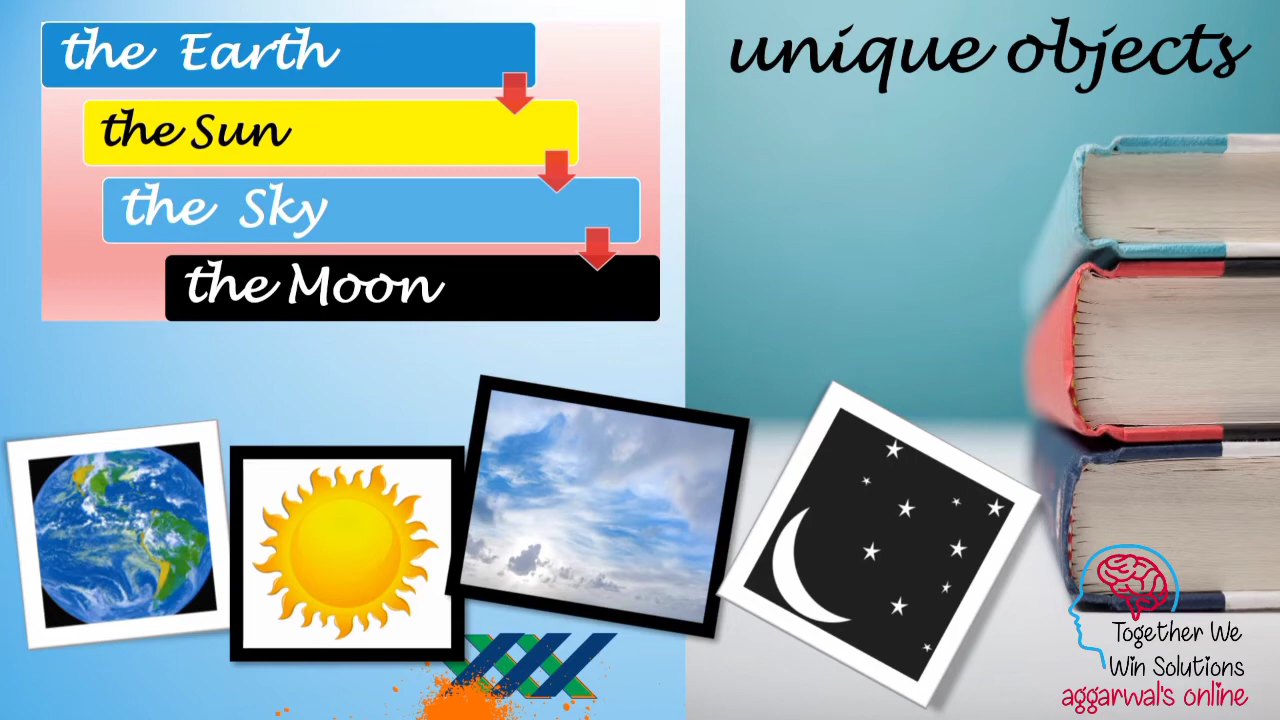 the Earth
the Sun
the Sky
the Moon
unique objects
Together We
Win Solutions
aggarwal's online